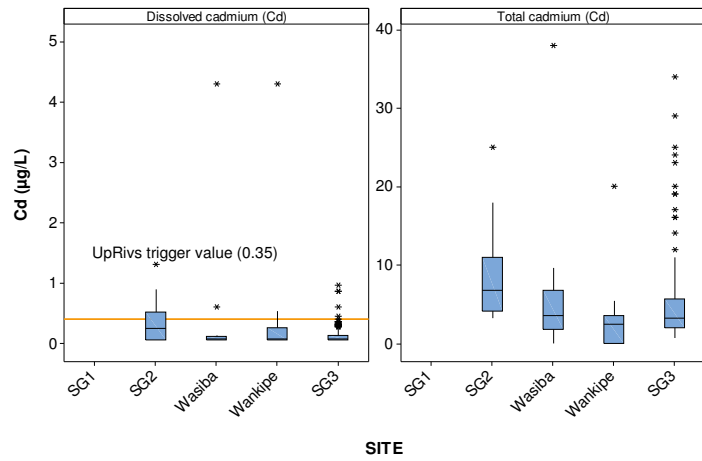 Dissolved cadmium (Cd)
Total cadmium (Cd)
5
4
3
2
1
0
40
30
20
10
0
Cd (µg/L)
UpRivs trigger value (0.35)
SG1
SG2
Wasiba
Wankipe
SG3
SG1
SG2
Wasiba
Wankipe
SG3
SITE